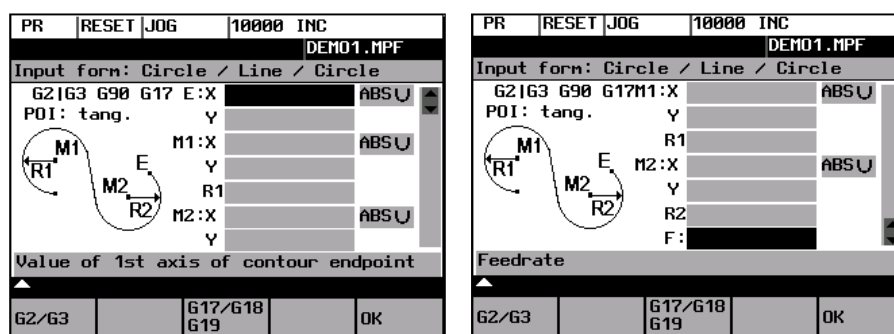 PR RESET JOG 10000 INC
DEMO1.MPF
Input form: Circle / Line / Circle
G2|G3 G90 G17 E:X ABS
POI: tang. Y
M1:X ABS
Y
R1
M2:X ABS
Y
M1
R1
E
M2
R2
Value of 1st axis of contour endpoint
G2/G3 G17/G18 G19 OK
PR RESET JOG 10000 INC
DEMO1.MPF
Input form: Circle / Line / Circle
G2|G3 G90 G17M1:X ABS
POI: tang. Y
R1
M2:X ABS
Y
R2
F:
M1
R1
E
M2
R2
Feedrate
G2/G3 G17/G18 G19 OK